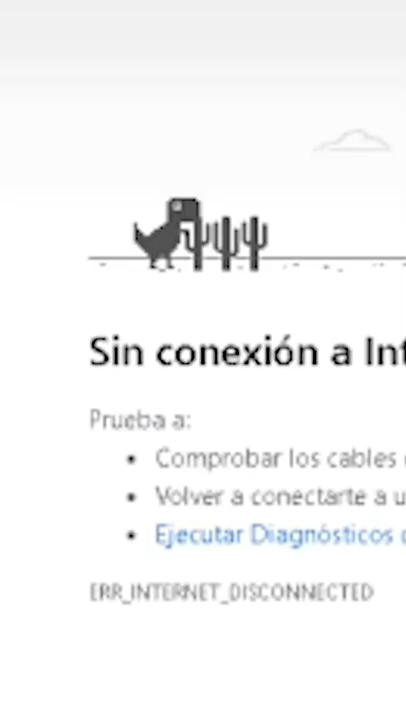 Sin conexión a Int
Prueba a:
• Comprobar los cables
• Volver a conectarte a u
• Ejecutar Diagnósticos
ERR_INTERNET_DISCONNECTED